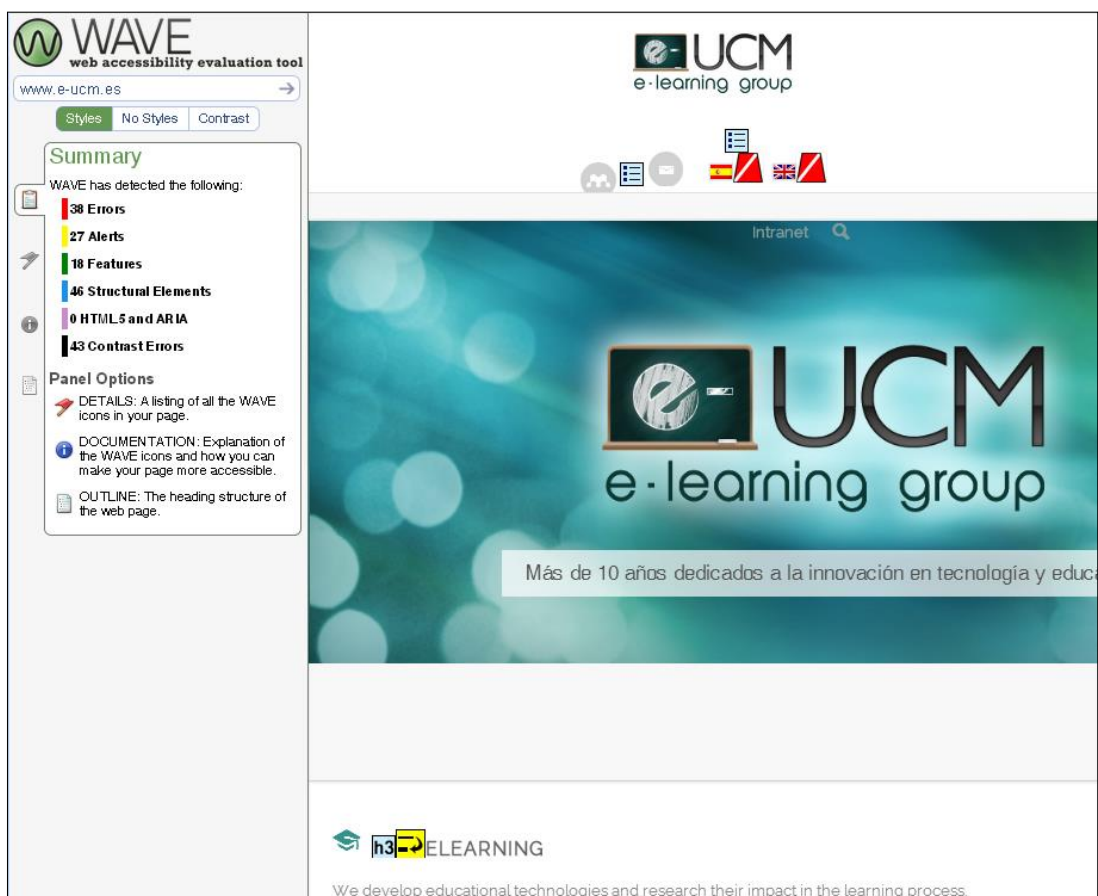 WAVE
web accessibility evaluation tool
www.e-ucm.es
Styles No Styles Contrast
Summary
WAVE has detected the following:
38 Errors
27 Alerts
18 Features
46 Structural Elements
0 HTML5 and ARIA
43 Contrast Errors
Panel Options
DETAILS: A listing of all the WAVE
icons in your page.
DOCUMENTATION: Explanation of
the WAVE icons and how you can
make your page more accessible.
OUTLINE: The heading structure of
the web page.
e-UCM
e-learning group
Intranet
e-UCM
e-learning group
Más de 10 años dedicados a la innovación en tecnología y educa
h3 ELEARNING
We develop educational technologies and research their impact in the learning process.